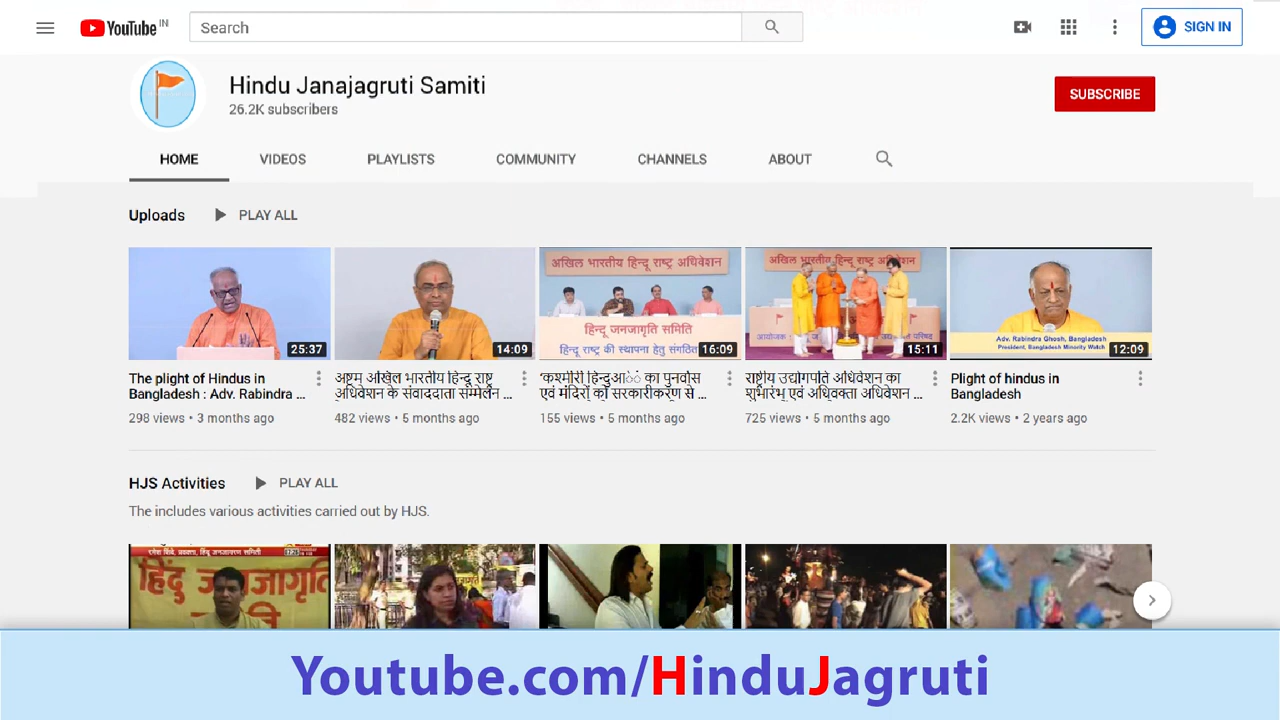 YouTube IN
Search
SIGN IN
Hindu Janajagruti Samiti
26.2K subscribers
SUBSCRIBE
HOME VIDEOS PLAYLISTS COMMUNITY CHANNELS ABOUT
Uploads PLAY ALL
25:37
14:09
अखिल भारतीय हिन्दू राष्ट्र अधिवेशन
हिन्दू जनजागृति समिति
हिन्दू राष्ट्र की स्थापना हेतु संगठित
16:09
अखिल भारतीय हिन्दू राष्ट्र अधिवेशन
15:11
Adv. Rabindra Ghosh, Bangladesh
President, Bangladesh Minority Watch
12:09
The plight of Hindus in
Bangladesh : Adv. Rabindra ...
298 views • 3 months ago
अष्टम अखिल भारतीय हिन्दू राष्ट्र
अधिवेशन के संवाददाता सम्मेलन ...
482 views • 5 months ago
‘कश्मीरी हिन्दुआें का पुनर्वास
एवं मंदिरों का सरकारीकरण से ...
155 views • 5 months ago
राष्ट्रीय उद्योगपति अधिवेशन का
शुभारंभ एवं अधिवक्ता अधिवेशन ...
725 views • 5 months ago
Plight of hindus in
Bangladesh
2.2K views • 2 years ago
HJS Activities PLAY ALL
The includes various activities carried out by HJS.
हिंदू जनजागृति
Youtube.com/HinduJagruti